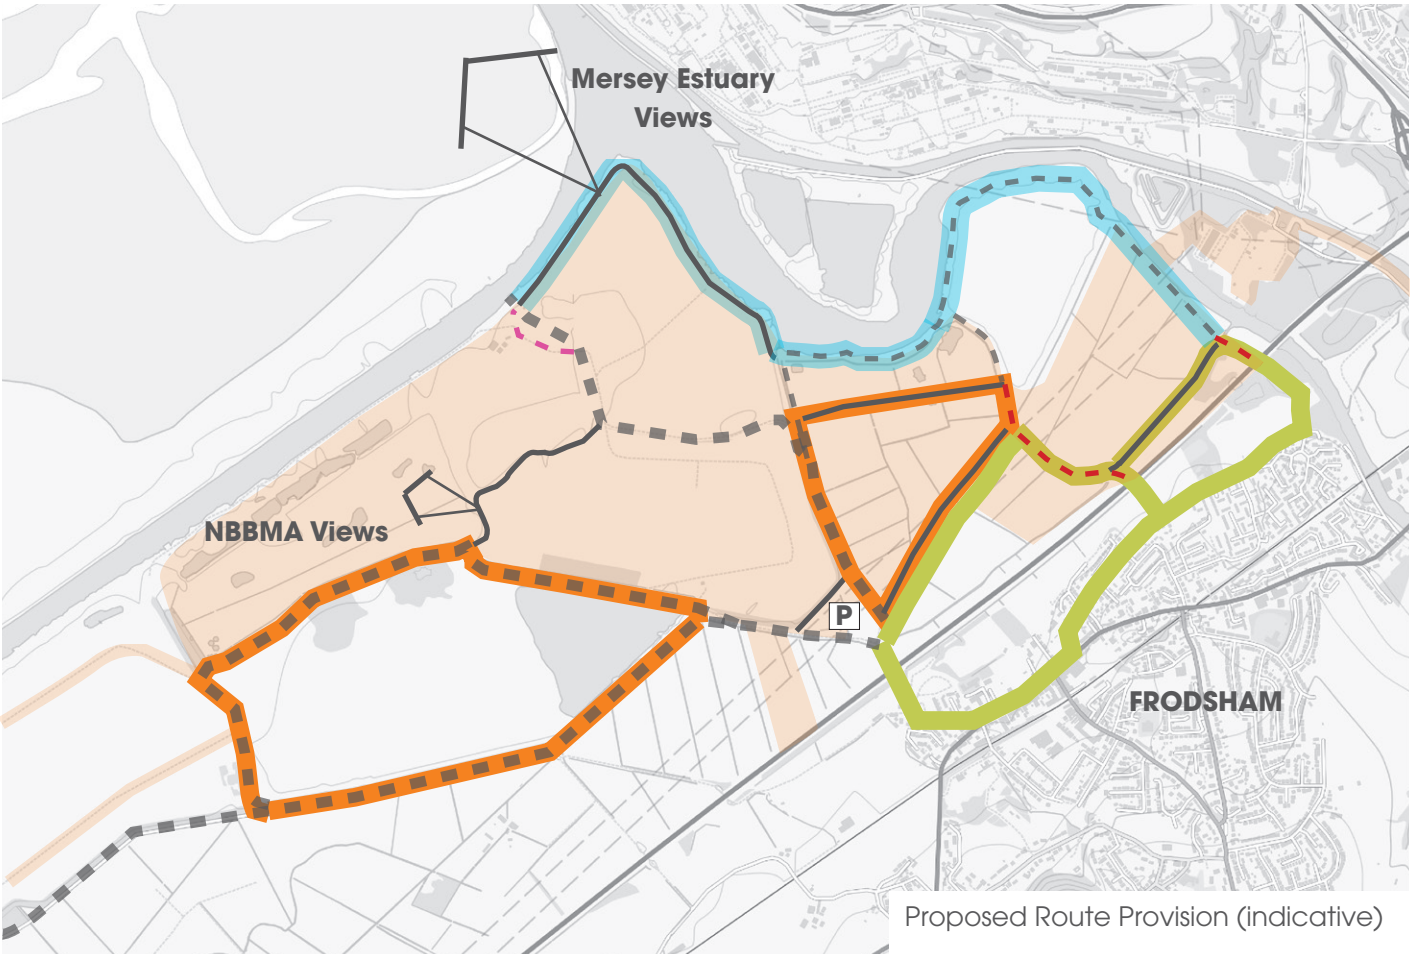 Mersey Estuary
Views
NBBMA Views
P
FRODSHAM
Proposed Route Provision (indicative)